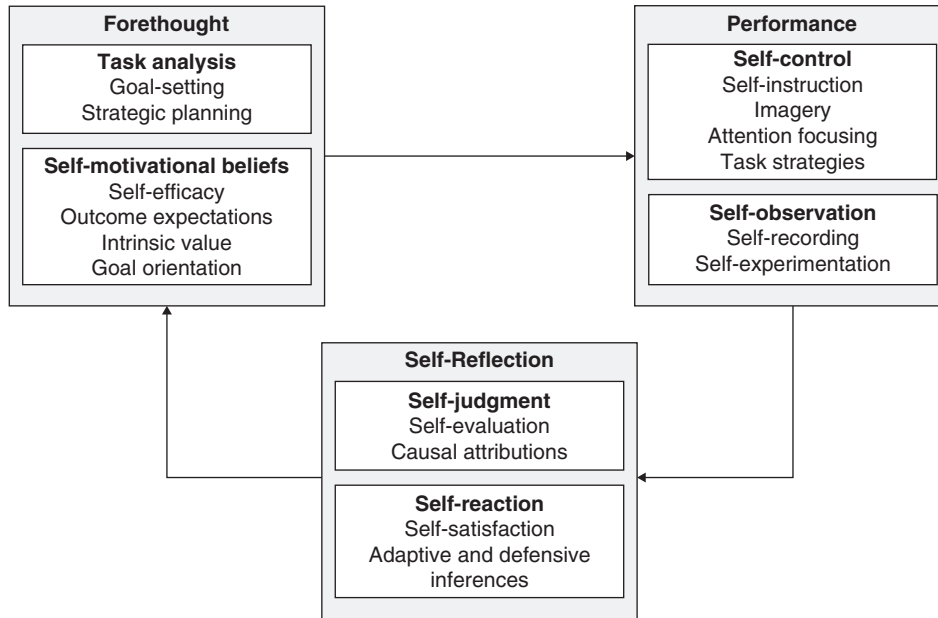 Forethought
Task analysis
Goal-setting
Strategic planning
Self-motivational beliefs
Self-efficacy
Outcome expectations
Intrinsic value
Goal orientation
Performance
Self-control
Self-instruction
Imagery
Attention focusing
Task strategies
Self-observation
Self-recording
Self-experimentation
Self-Reflection
Self-judgment
Self-evaluation
Causal attributions
Self-reaction
Self-satisfaction
Adaptive and defensive
inferences